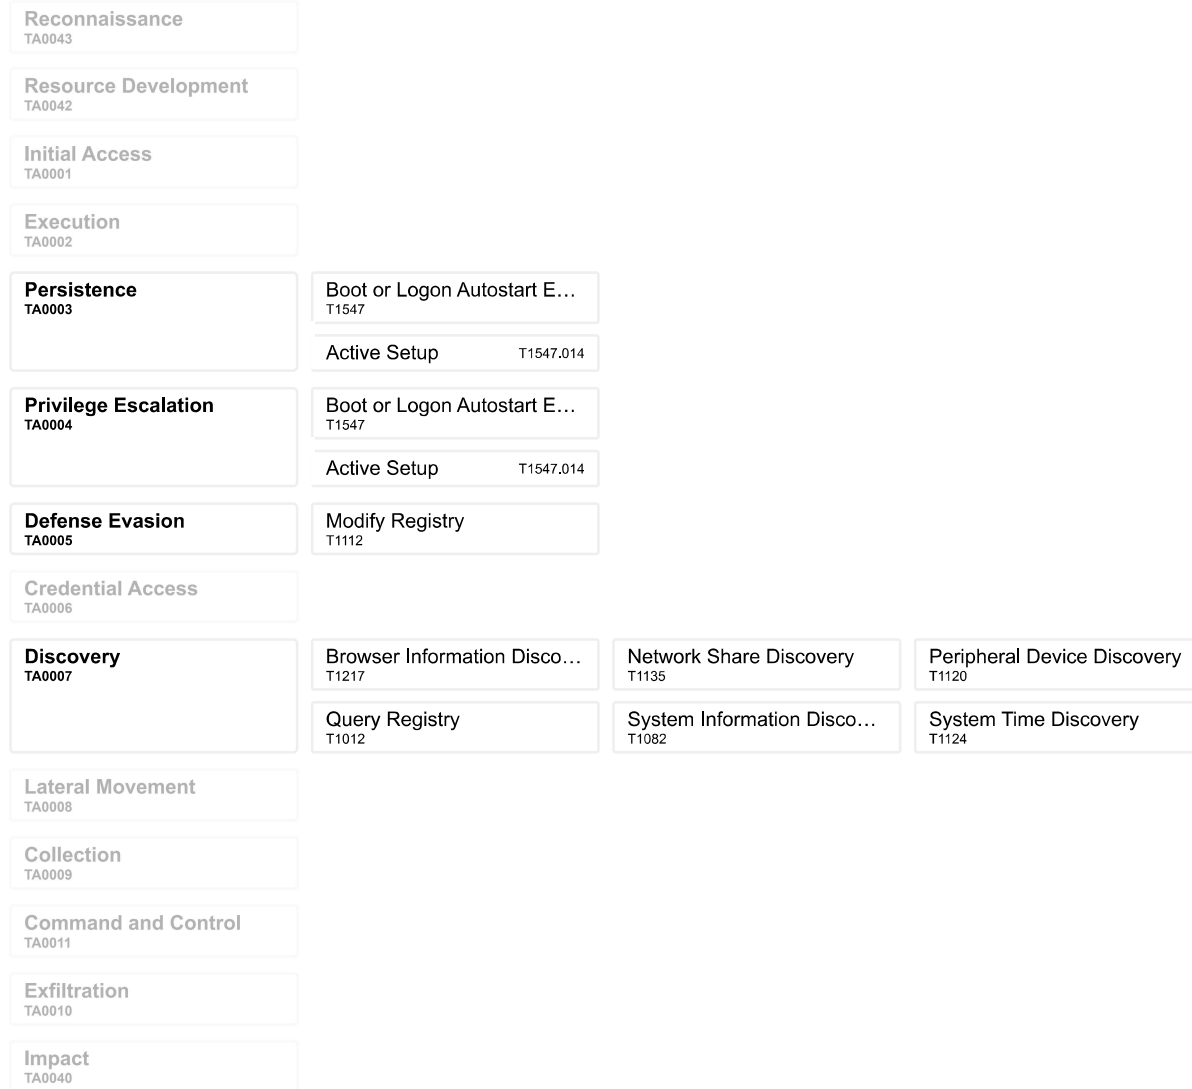 Reconnaissance
TA0043
Resource Development
TA0042
Initial Access
TA0001
Execution
TA0002
Persistence
TA0003
Boot or Logon Autostart E…
T1547
Active Setup T1547.014
Privilege Escalation
TA0004
Boot or Logon Autostart E…
T1547
Active Setup T1547.014
Defense Evasion
TA0005
Modify Registry
T1112
Credential Access
TA0006
Discovery
TA0007
Browser Information Disco…
T1217
Network Share Discovery
T1135
Peripheral Device Discovery
T1120
Query Registry
T1012
System Information Disco…
T1082
System Time Discovery
T1124
Lateral Movement
TA0008
Collection
TA0009
Command and Control
TA0011
Exfiltration
TA0010
Impact
TA0040